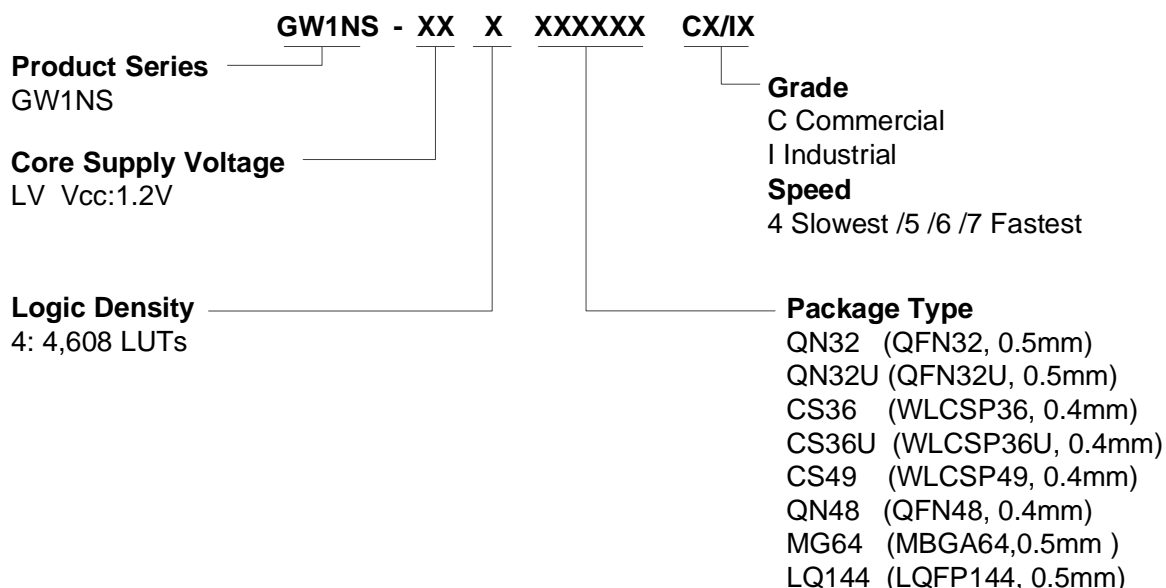 GW1NS - XX X XXXXXX CX/IX
Product Series
GW1NS
Core Supply Voltage
LV Vcc:1.2V
Logic Density
4: 4,608 LUTs
Grade
C Commercial
I Industrial
Speed
4 Slowest /5 /6 /7 Fastest
Package Type
QN32 (QFN32, 0.5mm)
QN32U (QFN32U, 0.5mm)
CS36 (WLCSP36, 0.4mm)
CS36U (WLCSP36U, 0.4mm)
CS49 (WLCSP49, 0.4mm)
QN48 (QFN48, 0.4mm)
MG64 (MBGA64,0.5mm )
LQ144 (LQFP144, 0.5mm)